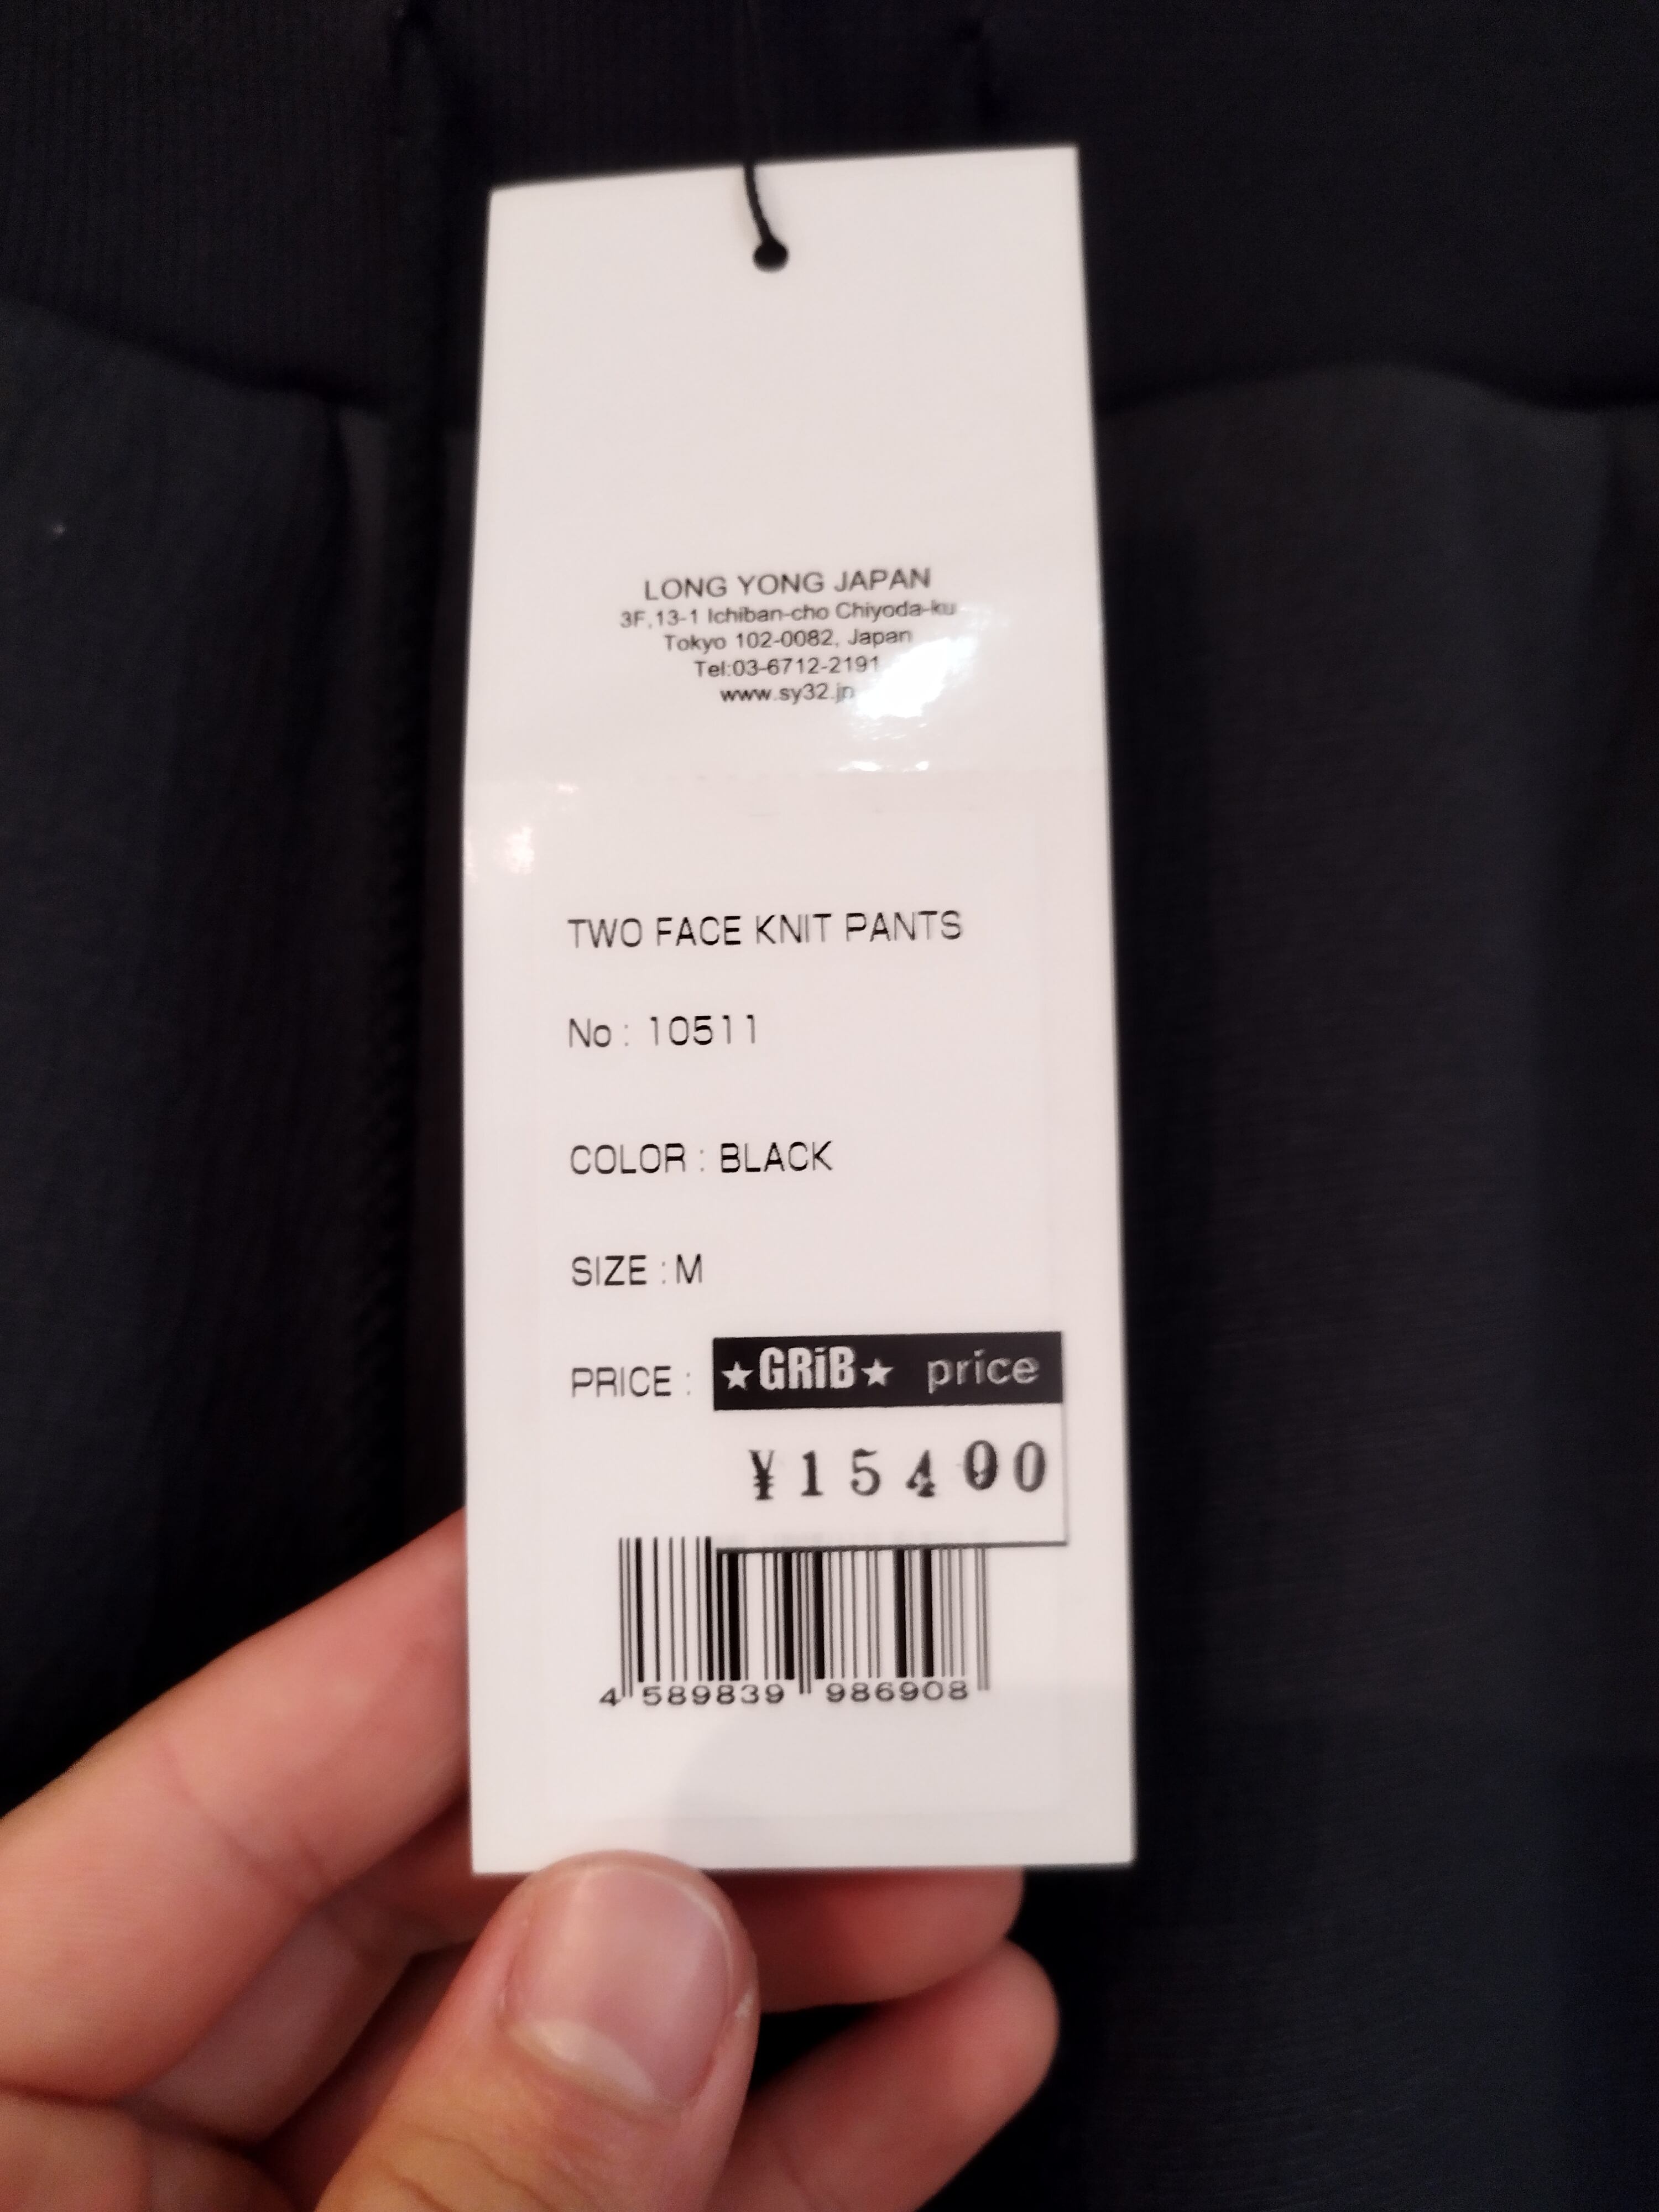 LONG YONG JAPAN
3F,13-1 Ichiban-cho Chiyoda-ku
Tokyo 102-0082, Japan
Tel:03-6712-2191
www.sy32.jp
TWO FACE KNIT PANTS
No : 10511
COLOR : BLACK
SIZE : M
PRICE : ★GRiB★ price
¥15400
4 589839 986908